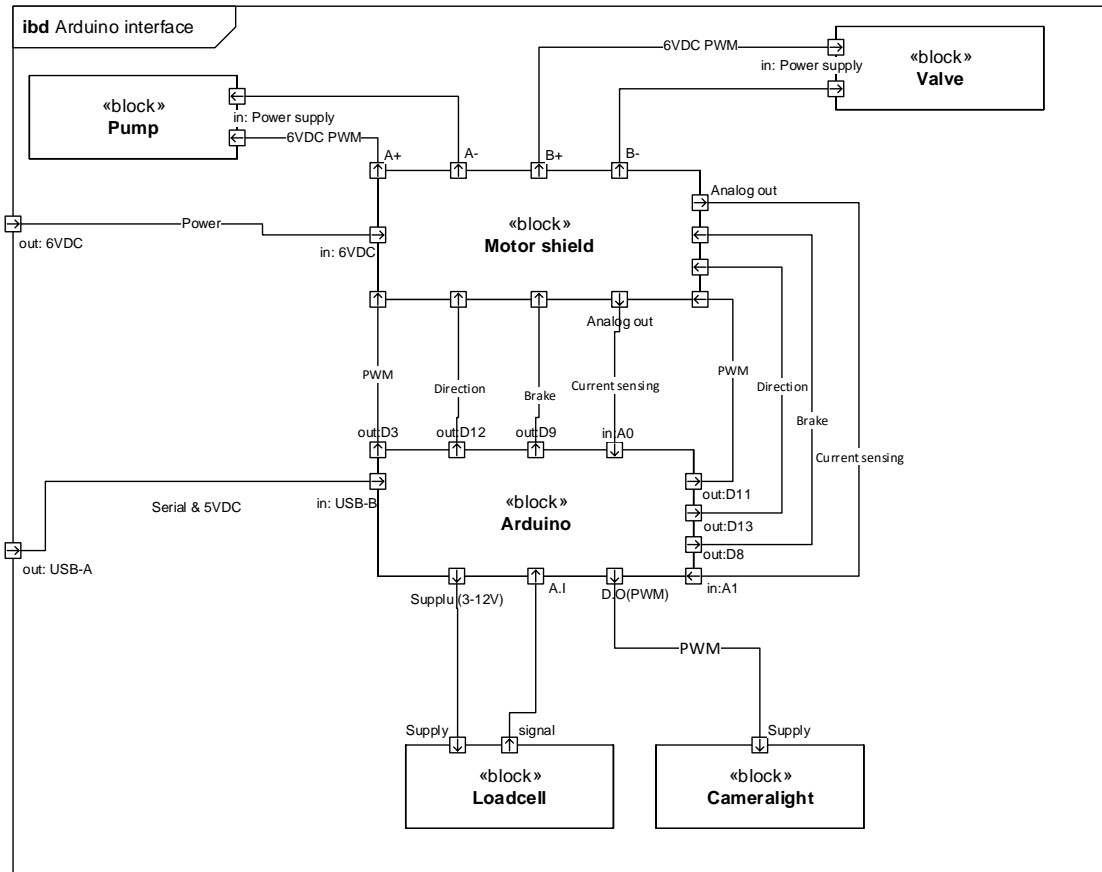 ibd Arduino interface
6VDC PWM
«block»
Valve
in: Power supply
«block»
Pump
in: Power supply
6VDC PWM
A+
A-
B+
B-
Analog out
Power
«block»
Motor shield
out: 6VDC
in: 6VDC
Analog out
PWM
Direction
Brake
Current sensing
PWM
Direction
Brake
Current sensing
out:D3
out:D12
out:D9
in:A0
«block»
Arduino
out:D11
Serial & 5VDC
in: USB-B
out:D13
out:D8
out: USB-A
Supplu (3-12V)
A.I
D.O(PWM)
in:A1
PWM
Supply
signal
Supply
«block»
Loadcell
«block»
Cameralight